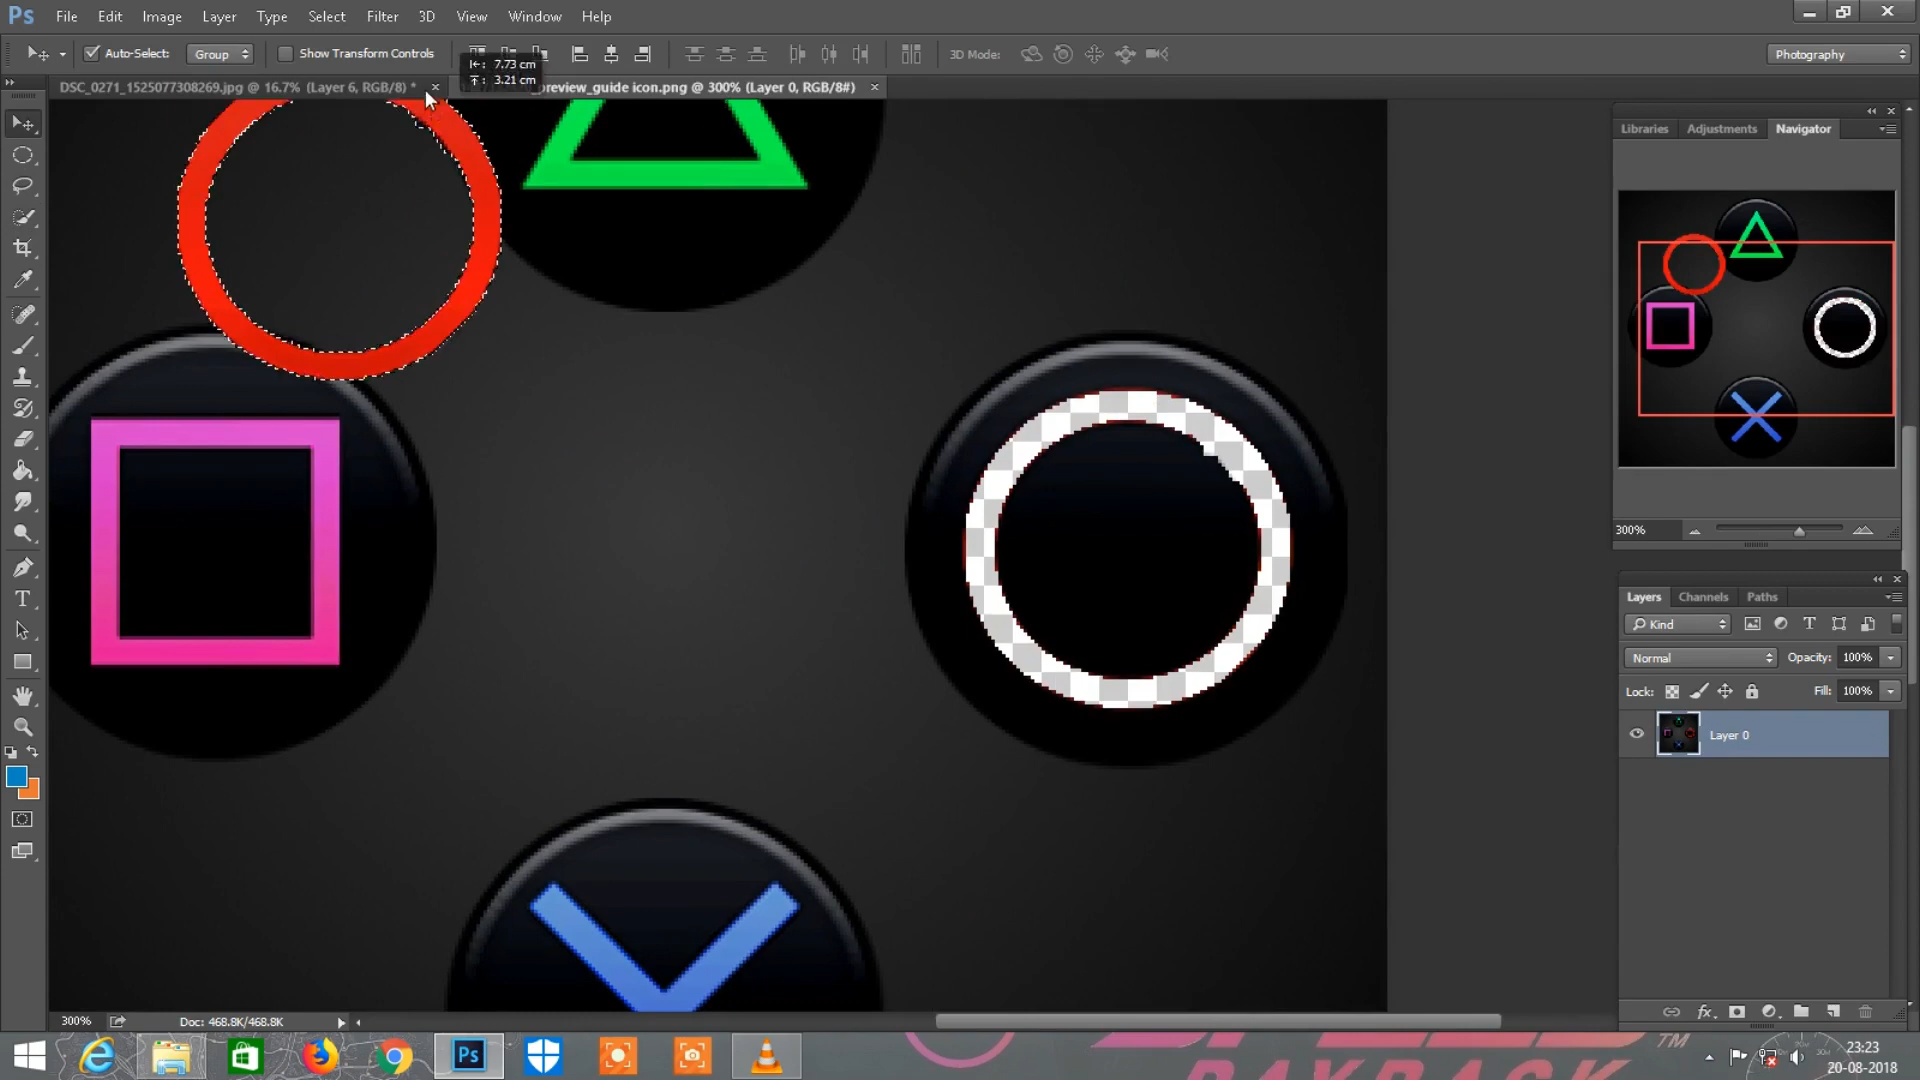 Ps File Edit Image Layer Type Select Filter 3D View Window Help
Auto-Select: Group Show Transform Controls 3D Mode: Photography
7.73 cm
3.21 cm
DSC_0271_1525077308269.jpg @ 16.7% (Layer 6, RGB/8) * preview_guide icon.png @ 300% (Layer 0, RGB/8#)
Libraries Adjustments Navigator
300%
Layers Channels Paths
Kind
Normal Opacity: 100%
Lock: Fill: 100%
Layer 0
300% Doc: 468.8K/468.8K
PAYBACK
TM
23:23
20-08-2018